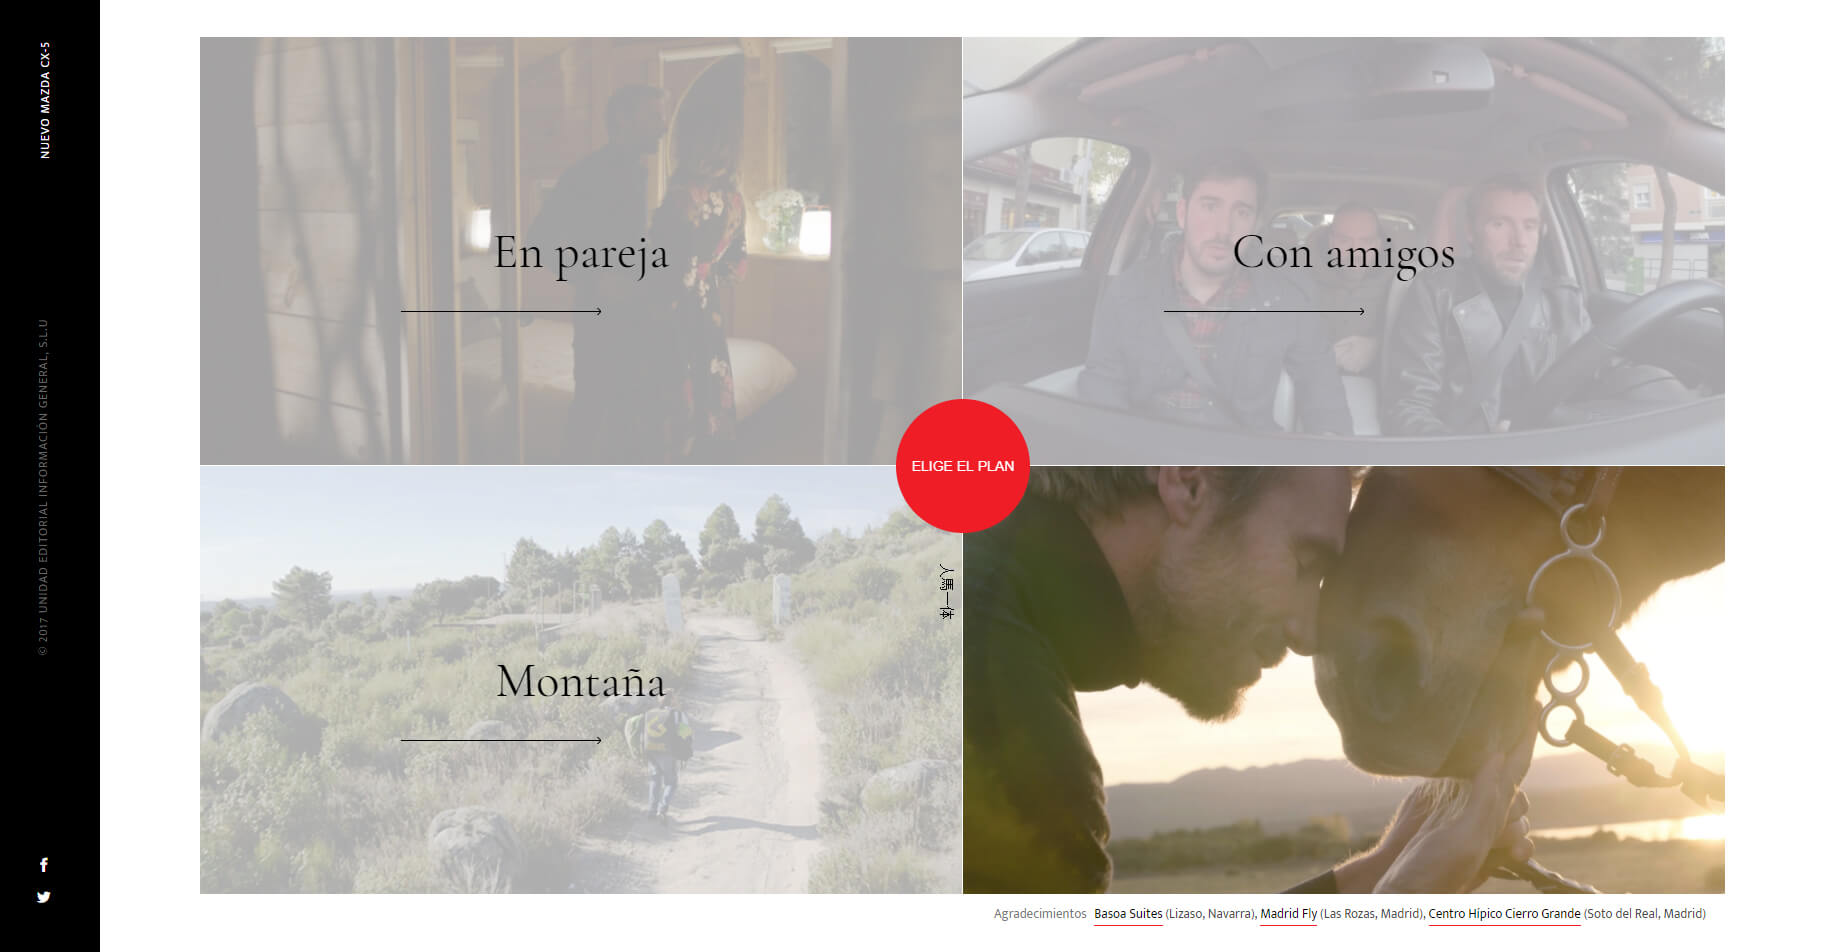 NUEVO MAZDA CX-5
© 2017 UNIDAD EDITORIAL INFORMACIÓN GENERAL, S.L.U
En pareja
Con amigos
ELIGE EL PLAN
人馬一体
Montaña
Agradecimientos Basoa Suites (Lizaso, Navarra), Madrid Fly (Las Rozas, Madrid), Centro Hípico Cierro Grande (Soto del Real, Madrid)